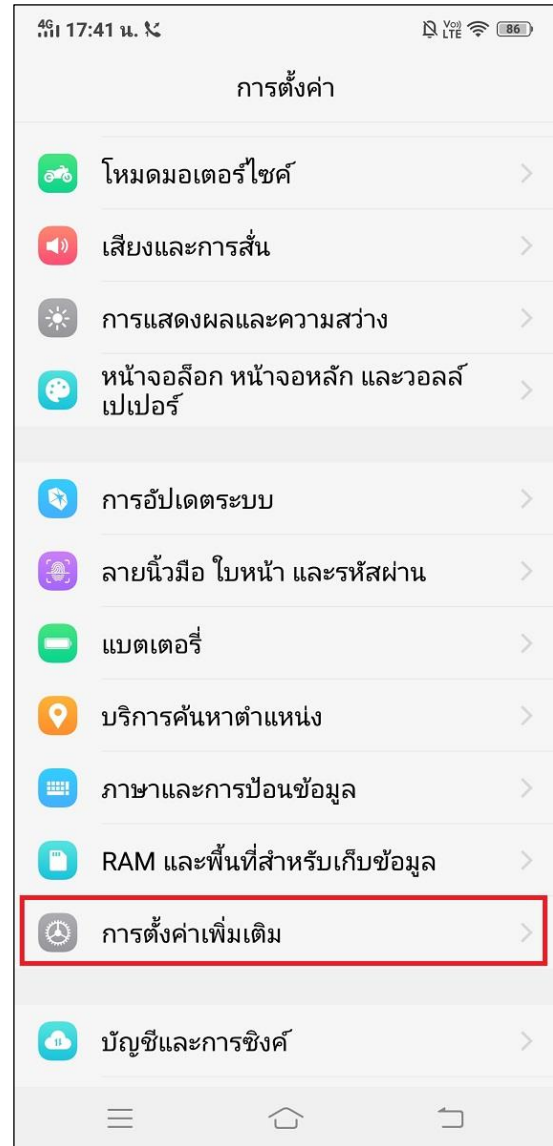 4G 17:41 น. VoD LTE 86
การตั้งค่า
โหมดมอเตอร์ไซค์
เสียงและการสั่น
การแสดงผลและความสว่าง
หน้าจอล็อก หน้าจอหลัก และวอลล์
เปเปอร์
การอัปเดตระบบ
ลายนิ้วมือ ใบหน้า และรหัสผ่าน
แบตเตอรี่
บริการค้นหาตำแหน่ง
ภาษาและการป้อนข้อมูล
RAM และพื้นที่สำหรับเก็บข้อมูล
การตั้งค่าเพิ่มเติม
บัญชีและการซิงค์